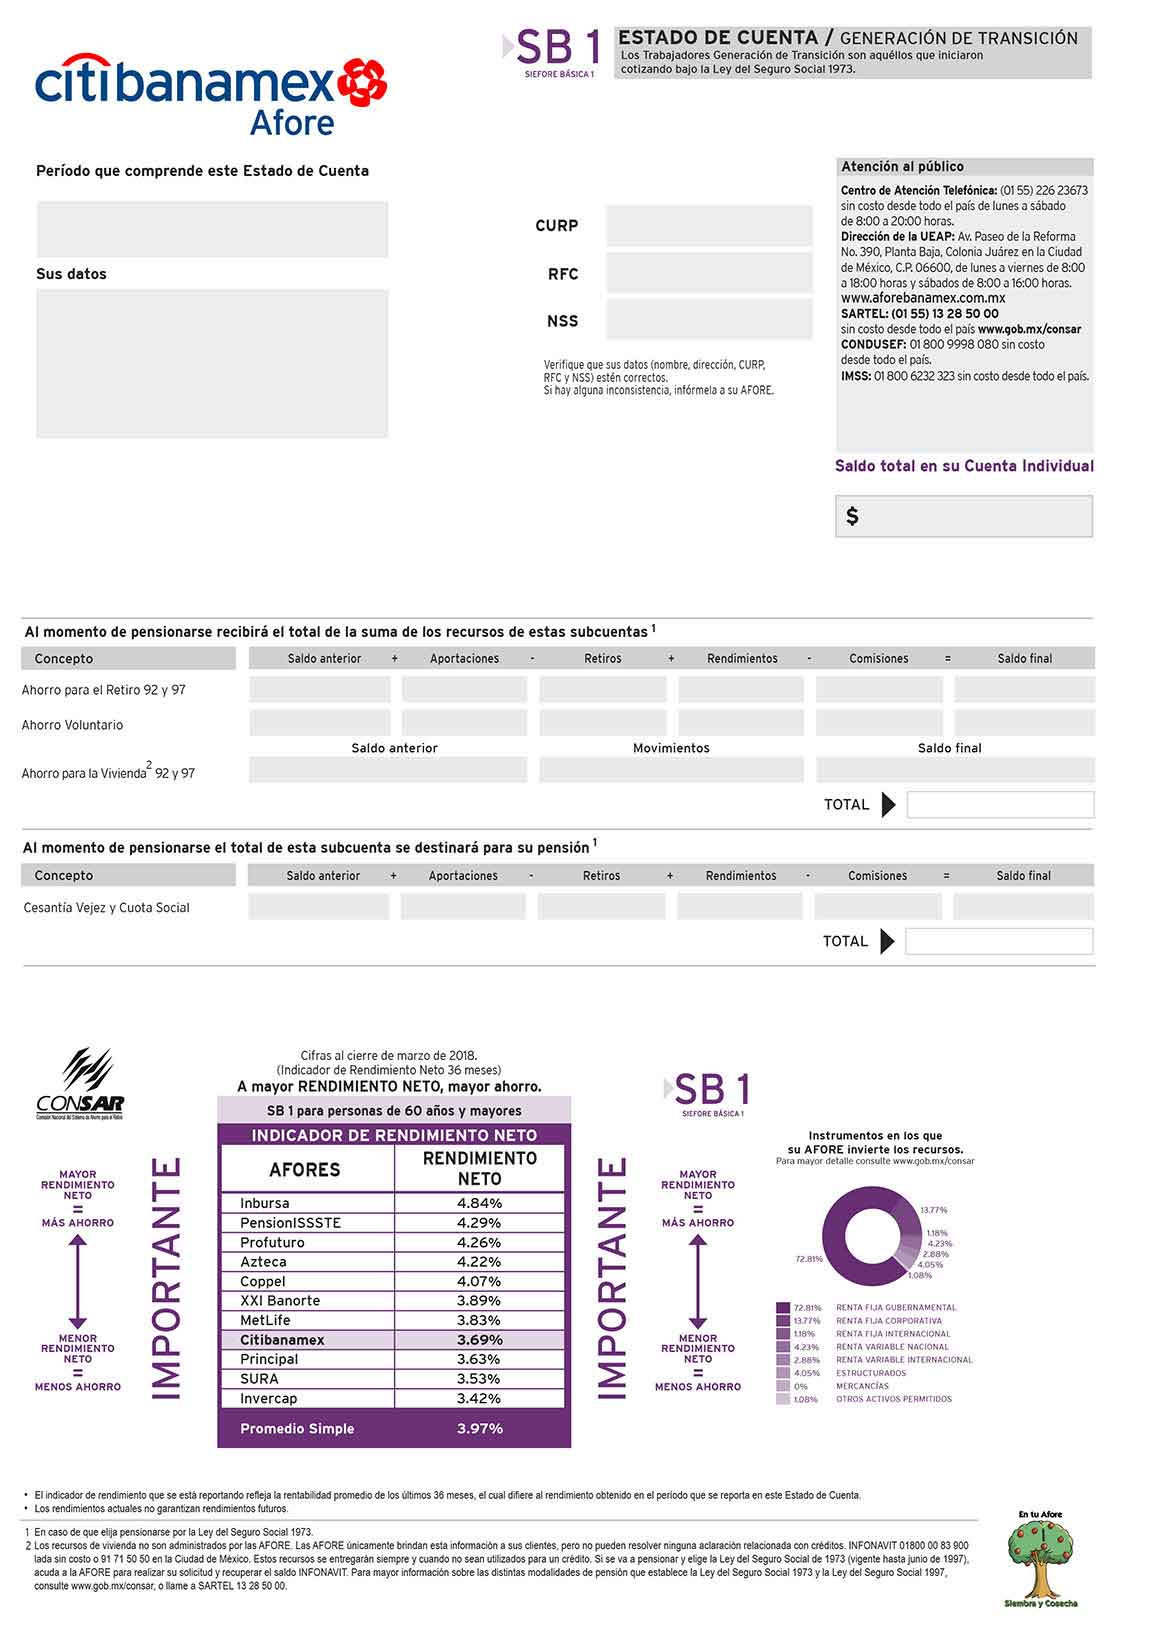 citibanamex
Afore
SB 1
SIEFORE BÁSICA 1
ESTADO DE CUENTA / GENERACIÓN DE TRANSICIÓN
Los Trabajadores Generación de Transición son aquéllos que iniciaron
cotizando bajo la Ley del Seguro Social 1973.
Período que comprende este Estado de Cuenta
Sus datos
CURP
RFC
NSS
Verifique que sus datos (nombre, dirección, CURP,
RFC y NSS) estén correctos.
Si hay alguna inconsistencia, infórmela a su AFORE.
Atención al público
Centro de Atención Telefónica: (01 55) 226 23673
sin costo desde todo el país de lunes a sábado
de 8:00 a 20:00 horas.
Dirección de la UEAP: Av. Paseo de la Reforma
No. 390, Planta Baja, Colonia Juárez en la Ciudad
de México, C.P. 06600, de lunes a viernes de 8:00
a 18:00 horas y sábados de 8:00 a 16:00 horas.
www.aforebanamex.com.mx
SARTEL: (01 55) 13 28 50 00
sin costo desde todo el país www.gob.mx/consar
CONDUSEF: 01 800 9998 080 sin costo
desde todo el país.
IMSS: 01 800 6232 323 sin costo desde todo el país.
Saldo total en su Cuenta Individual
$
Al momento de pensionarse recibirá el total de la suma de los recursos de estas subcuentas 1
Concepto Saldo anterior + Aportaciones - Retiros + Rendimientos - Comisiones = Saldo final
Ahorro para el Retiro 92 y 97
Ahorro Voluntario
Saldo anterior Movimientos Saldo final
Ahorro para la Vivienda2 92 y 97
TOTAL
Al momento de pensionarse el total de esta subcuenta se destinará para su pensión 1
Concepto Saldo anterior + Aportaciones - Retiros + Rendimientos - Comisiones = Saldo final
Cesantía Vejez y Cuota Social
TOTAL
CONSAR
Comisión Nacional del Sistema de Ahorro para el Retiro
MAYOR
RENDIMIENTO
NETO
=
MÁS AHORRO
MENOR
RENDIMIENTO
NETO
=
MENOS AHORRO
IMPORTANTE
Cifras al cierre de marzo de 2018.
(Indicador de Rendimiento Neto 36 meses)
A mayor RENDIMIENTO NETO, mayor ahorro.
SB 1 para personas de 60 años y mayores
INDICADOR DE RENDIMIENTO NETO
AFORES RENDIMIENTO NETO
Inbursa 4.84%
PensionISSSTE 4.29%
Profuturo 4.26%
Azteca 4.22%
Coppel 4.07%
XXI Banorte 3.89%
MetLife 3.83%
Citibanamex 3.69%
Principal 3.63%
SURA 3.53%
Invercap 3.42%
Promedio Simple 3.97%
IMPORTANTE
SB 1
SIEFORE BÁSICA 1
MAYOR
RENDIMIENTO
NETO
=
MÁS AHORRO
MENOR
RENDIMIENTO
NETO
=
MENOS AHORRO
Instrumentos en los que
su AFORE invierte los recursos.
Para mayor detalle consulte www.gob.mx/consar
13.77%
1.18%
4.23%
2.88%
4.05%
1.08%
72.81%
72.81% RENTA FIJA GUBERNAMENTAL
13.77% RENTA FIJA CORPORATIVA
1.18% RENTA FIJA INTERNACIONAL
4.23% RENTA VARIABLE NACIONAL
2.88% RENTA VARIABLE INTERNACIONAL
4.05% ESTRUCTURADOS
0% MERCANCÍAS
1.08% OTROS ACTIVOS PERMITIDOS
• El indicador de rendimiento que se está reportando refleja la rentabilidad promedio de los últimos 36 meses, el cual difiere al rendimiento obtenido en el período que se reporta en este Estado de Cuenta.
• Los rendimientos actuales no garantizan rendimientos futuros.
1 En caso de que elija pensionarse por la Ley del Seguro Social 1973.
2 Los recursos de vivienda no son administrados por las AFORE. Las AFORE únicamente brindan esta información a sus clientes, pero no pueden resolver ninguna aclaración relacionada con créditos. INFONAVIT 01800 00 83 900
lada sin costo o 91 71 50 50 en la Ciudad de México. Estos recursos se entregarán siempre y cuando no sean utilizados para un crédito. Si se va a pensionar y elige la Ley del Seguro Social de 1973 (vigente hasta junio de 1997),
acuda a la AFORE para realizar su solicitud y recuperar el saldo INFONAVIT. Para mayor información sobre las distintas modalidades de pensión que establece la Ley del Seguro Social 1973 y la Ley del Seguro Social 1997,
consulte www.gob.mx/consar, o llame a SARTEL 13 28 50 00.
En tu Afore
Siembra y Cosecha